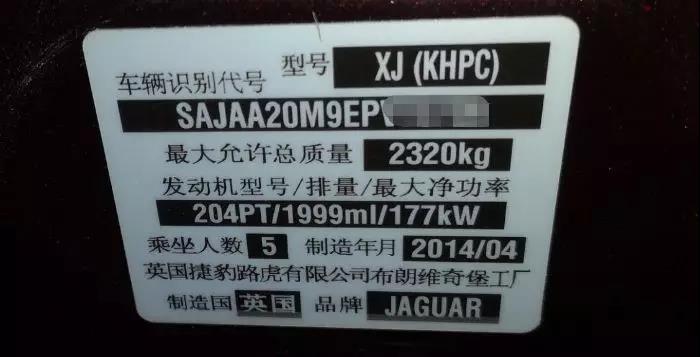 型号 XJ (KHPC)
车辆识别代号
SAJAA20M9EP
最大允许总质量 2320kg
发动机型号/排量/最大净功率
204PT/1999ml/177kW
乘坐人数 5 制造年月 2014/04
英国捷豹路虎有限公司布朗维奇堡工厂
制造国 英国 品牌 JAGUAR